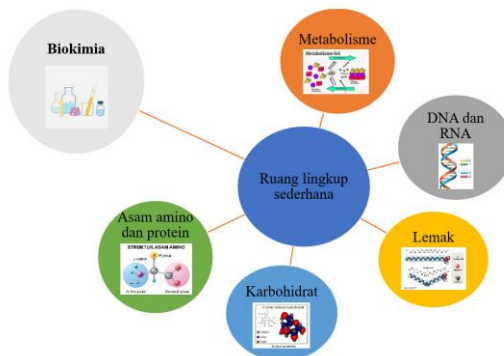 Biokimia
Metabolisme
Metabolisme Sel
DNA dan
RNA
Ruang lingkup
sederhana
Asam amino
dan protein
STRUKTUR ASAM AMINO
Lemak
Karbohidrat